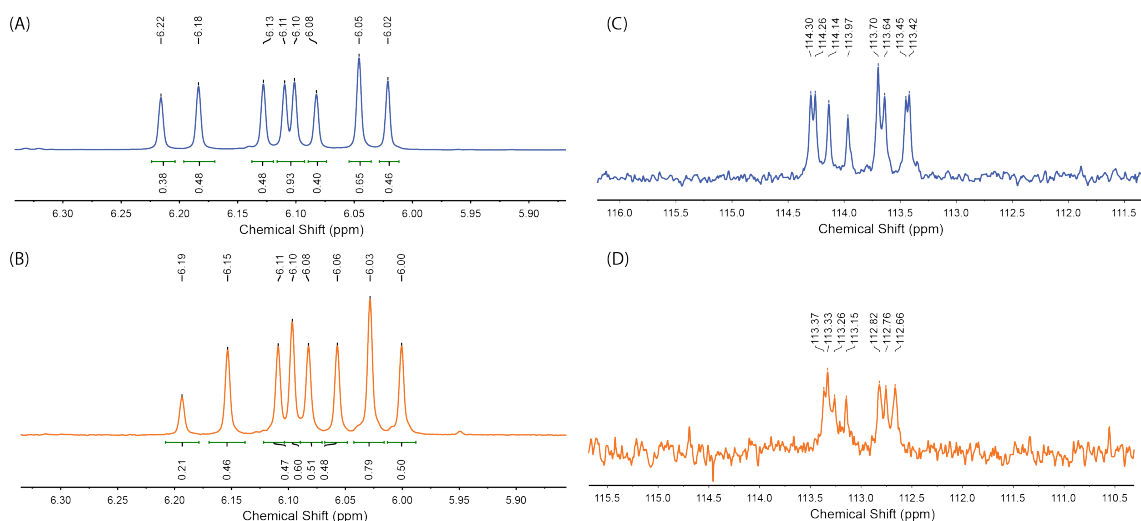 (A)
6.22 6.18 6.13 6.11 6.10 6.08 6.05 6.02
0.38 0.48 0.48 0.93 0.40 0.65 0.46
6.30 6.25 6.20 6.15 6.10 6.05 6.00 5.95 5.90
Chemical Shift (ppm)
(B)
6.19 6.15 6.11 6.10 6.08 6.06 6.03 6.00
0.21 0.46 0.47 0.60 0.51 0.48 0.79 0.50
6.30 6.25 6.20 6.15 6.10 6.05 6.00 5.95 5.90
Chemical Shift (ppm)
(C)
114.30 114.26 114.14 113.97 113.70 113.64 113.45 113.42
116.0 115.5 115.0 114.5 114.0 113.5 113.0 112.5 112.0 111.5
Chemical Shift (ppm)
(D)
113.37 113.33 113.26 113.15 112.82 112.76 112.66
115.5 115.0 114.5 114.0 113.5 113.0 112.5 112.0 111.5 111.0 110.5
Chemical Shift (ppm)